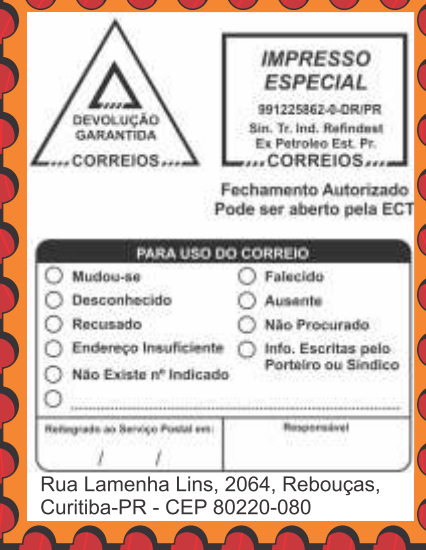 DEVOLUÇÃO
GARANTIDA
CORREIOS
IMPRESSO
ESPECIAL
991225862-0-DR/PR
Sin. Tr. Ind. Refindest
Ex Petroleo Est. Pr.
CORREIOS
Fechamento Autorizado
Pode ser aberto pela ECT
PARA USO DO CORREIO
Mudou-se
Desconhecido
Recusado
Endereço Insuficiente
Não Existe nº Indicado
Falecido
Ausente
Não Procurado
Info. Escritas pelo
Porteiro ou Síndico
Reitegrado ao Serviço Postal em:
/ /
Responsável
Rua Lamenha Lins, 2064, Rebouças,
Curitiba-PR - CEP 80220-080